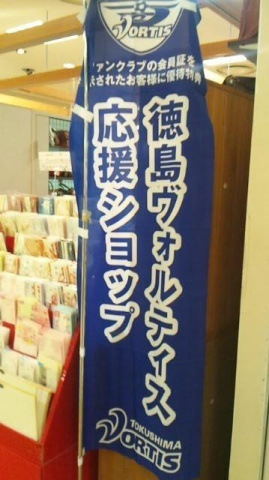 VORTIS
ファンクラブの会員証を
示されたお客様に優待特典
徳島ヴォルティス
応援ショップ
TOKUSHIMA
VORTIS